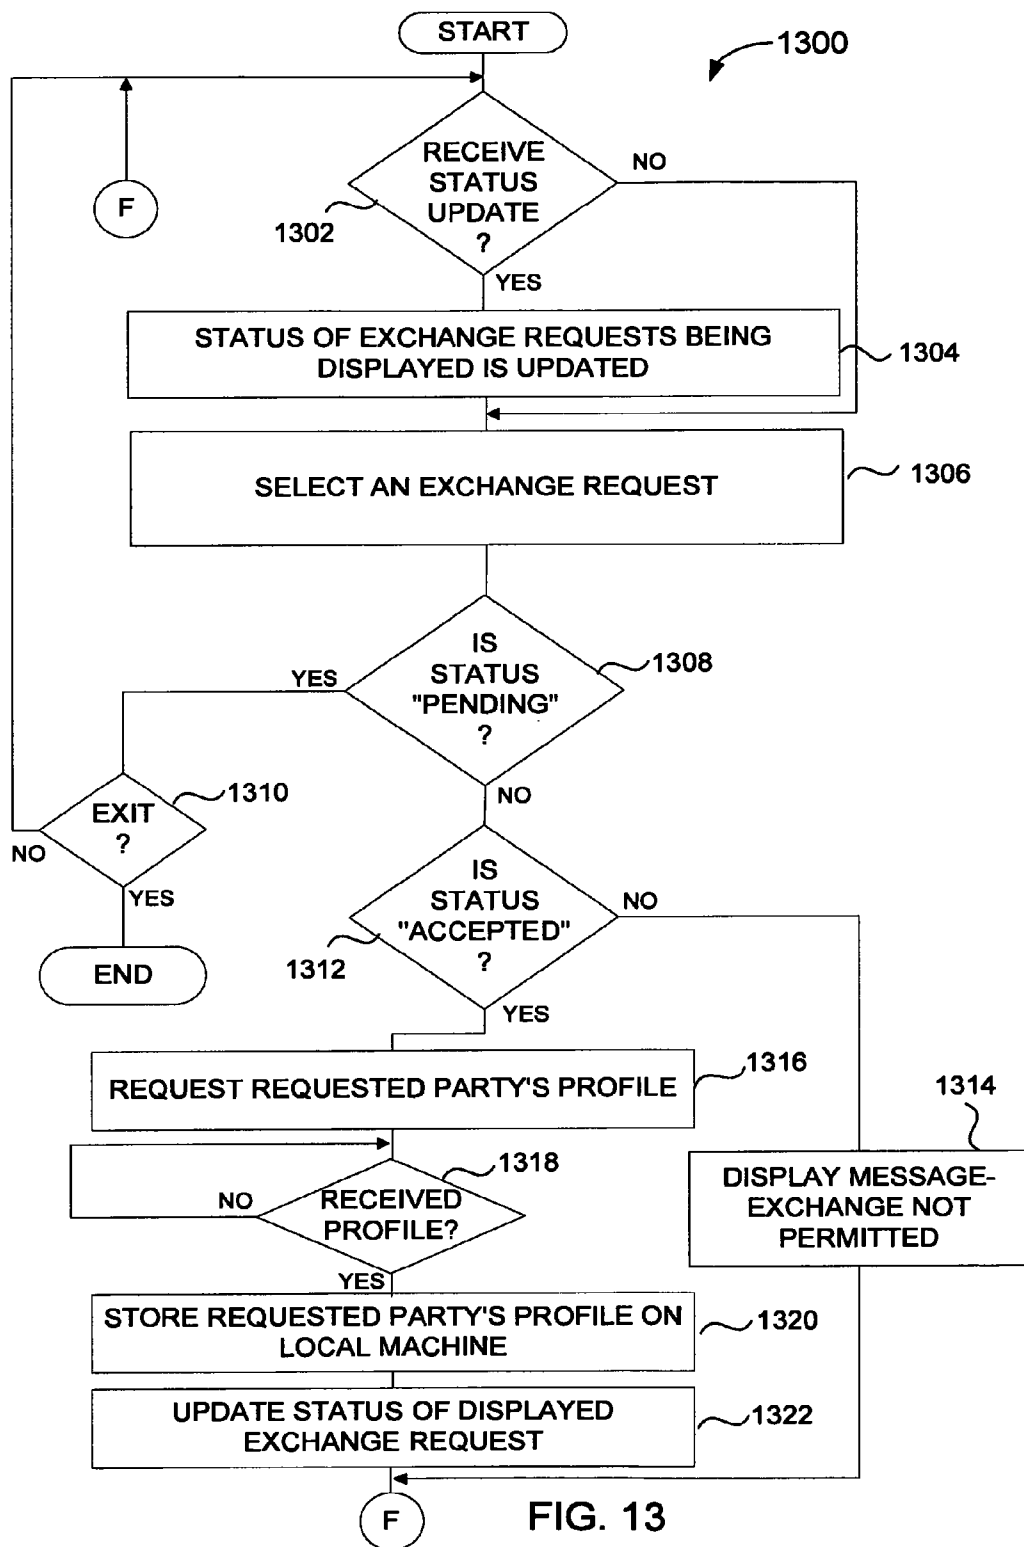 START
1300
RECEIVE
STATUS
UPDATE
?
NO
F
1302
YES
STATUS OF EXCHANGE REQUESTS BEING
DISPLAYED IS UPDATED
1304
SELECT AN EXCHANGE REQUEST
1306
IS
STATUS
"PENDING"
?
1308
YES
NO
EXIT
?
1310
NO
YES
END
IS
STATUS
"ACCEPTED"
?
NO
1312
YES
REQUEST REQUESTED PARTY'S PROFILE
1316
1314
RECEIVED
PROFILE?
1318
NO
YES
DISPLAY MESSAGE-
EXCHANGE NOT
PERMITTED
STORE REQUESTED PARTY'S PROFILE ON
LOCAL MACHINE
1320
UPDATE STATUS OF DISPLAYED
EXCHANGE REQUEST
1322
F
FIG. 13